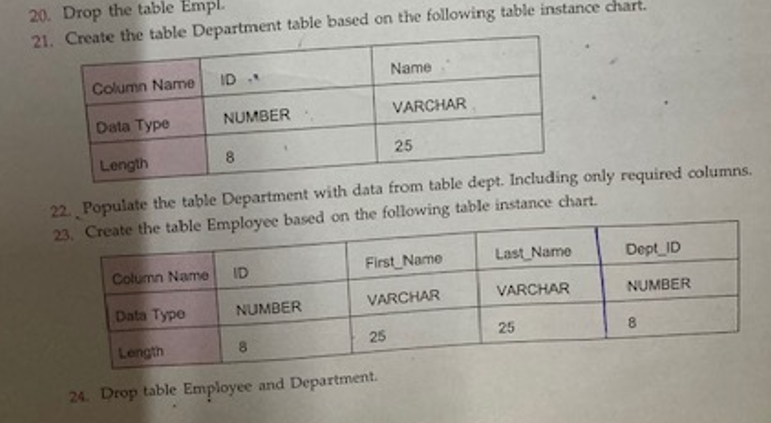 20. Drop the table Empl.
21. Create the table Department table based on the following table instance chart.
Column Name ID Name
Data Type NUMBER VARCHAR
Length 8 25
22. Populate the table Department with data from table dept. Including only required columns.
23. Create the table Employee based on the following table instance chart.
Column Name ID First_Name Last_Name Dept_ID
Data Type NUMBER VARCHAR VARCHAR NUMBER
Length 8 25 25 8
24. Drop table Employee and Department.